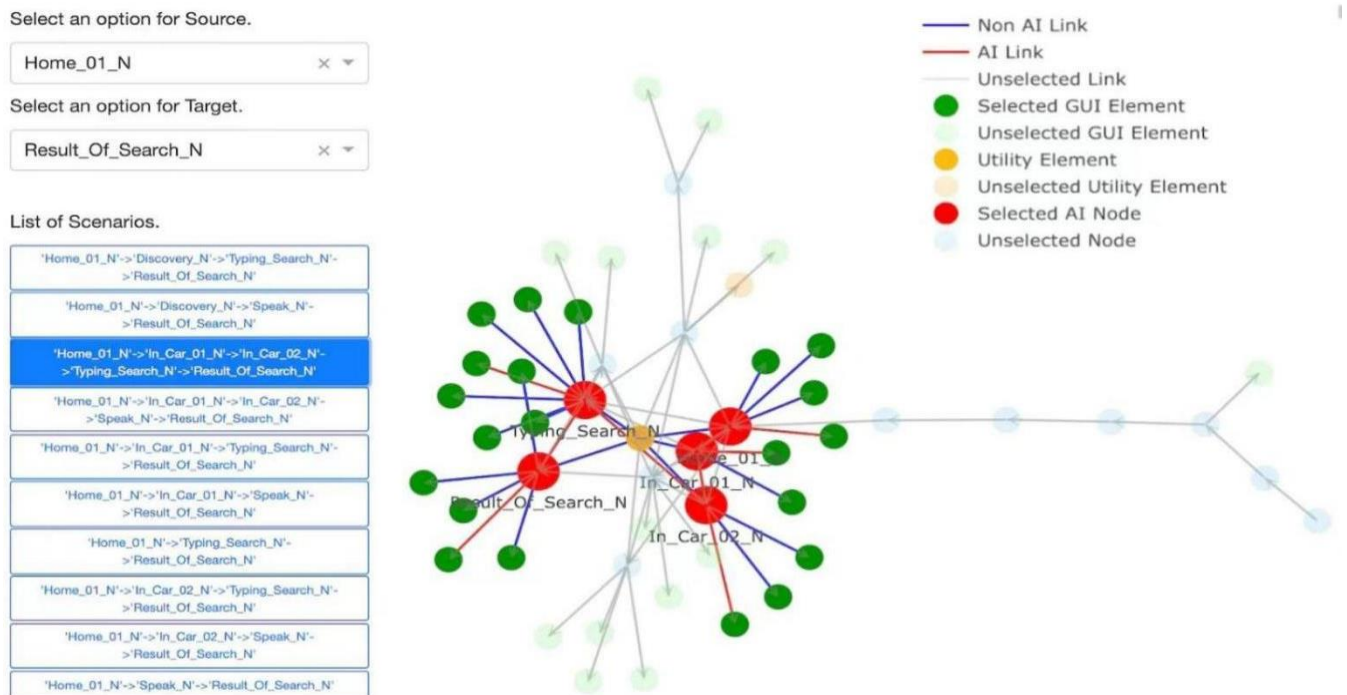 Select an option for Source.
Home_01_N
Select an option for Target.
Result_Of_Search_N
List of Scenarios.
'Home_01_N'->'Discovery_N'->'Typing_Search_N'-
>'Result_Of_Search_N'
'Home_01_N'->'Discovery_N'->'Speak_N'-
>'Result_Of_Search_N'
'Home_01_N'->'In_Car_01_N'->'In_Car_02_N'-
>'Typing_Search_N'->'Result_Of_Search_N'
'Home_01_N'->'In_Car_01_N'->'In_Car_02_N'-
>'Speak_N'->'Result_Of_Search_N'
'Home_01_N'->'In_Car_01_N'->'Typing_Search_N'-
>'Result_Of_Search_N'
'Home_01_N'->'In_Car_01_N'->'Speak_N'-
>'Result_Of_Search_N'
'Home_01_N'->'Typing_Search_N'-
>'Result_Of_Search_N'
'Home_01_N'->'In_Car_02_N'->'Typing_Search_N'-
>'Result_Of_Search_N'
'Home_01_N'->'In_Car_02_N'->'Speak_N'-
>'Result_Of_Search_N'
'Home_01_N'->'Speak_N'->'Result_Of_Search_N'
Non AI Link
AI Link
Unselected Link
Selected GUI Element
Unselected GUI Element
Utility Element
Unselected Utility Element
Selected AI Node
Unselected Node
Typing_Search_N
In_Car_01_N
Result_Of_Search_N
In_Car_02_N